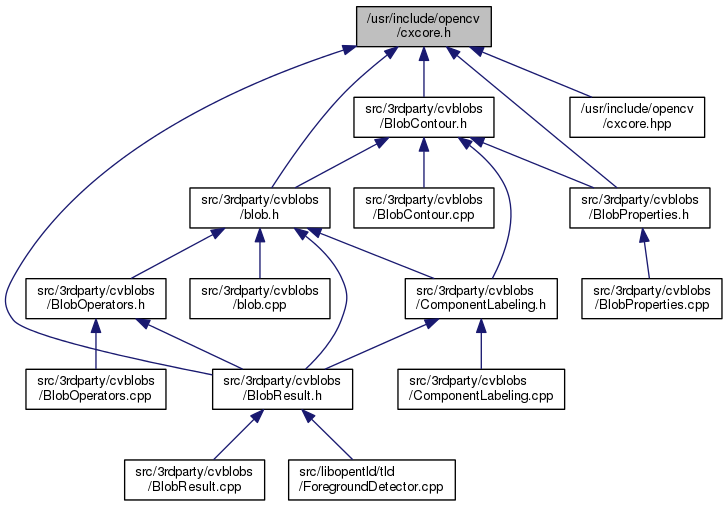 /usr/include/opencv
/cxcore.h
src/3rdparty/cvblobs
/BlobContour.h
/usr/include/opencv
/cxcore.hpp
src/3rdparty/cvblobs
/blob.h
src/3rdparty/cvblobs
/BlobContour.cpp
src/3rdparty/cvblobs
/BlobProperties.h
src/3rdparty/cvblobs
/BlobOperators.h
src/3rdparty/cvblobs
/blob.cpp
src/3rdparty/cvblobs
/ComponentLabeling.h
src/3rdparty/cvblobs
/BlobProperties.cpp
src/3rdparty/cvblobs
/BlobOperators.cpp
src/3rdparty/cvblobs
/BlobResult.h
src/3rdparty/cvblobs
/ComponentLabeling.cpp
src/3rdparty/cvblobs
/BlobResult.cpp
src/libopentld/tld
/ForegroundDetector.cpp